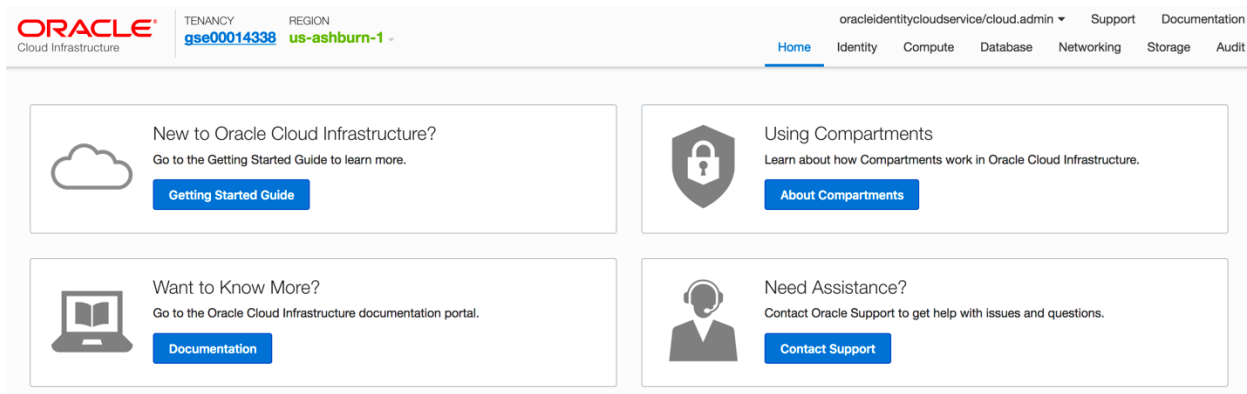 ORACLE®
Cloud Infrastructure
TENANCY
gse00014338
REGION
us-ashburn-1
oracleidentitycloudservice/cloud.admin Support Documentation
Home Identity Compute Database Networking Storage Audit
New to Oracle Cloud Infrastructure?
Go to the Getting Started Guide to learn more.
Getting Started Guide
Using Compartments
Learn about how Compartments work in Oracle Cloud Infrastructure.
About Compartments
Want to Know More?
Go to the Oracle Cloud Infrastructure documentation portal.
Documentation
Need Assistance?
Contact Oracle Support to get help with issues and questions.
Contact Support